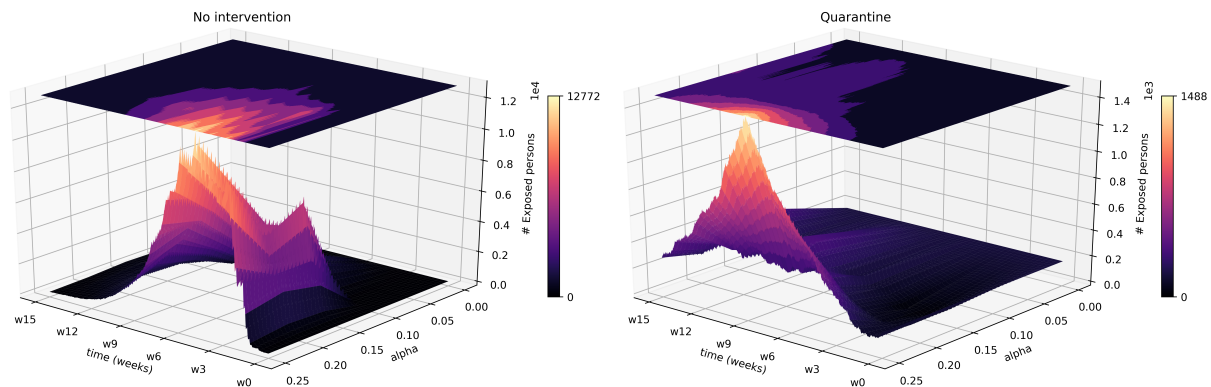 No intervention
1e4
12772
1.2
1.0
0.8
0.6
0.4
0.2
0.0
# Exposed persons
0
w15
w12
w9
w6
w3
w0
time (weeks)
0.00
0.05
0.10
0.15
0.20
0.25
alpha
Quarantine
1e3
1488
1.4
1.2
1.0
0.8
0.6
0.4
0.2
0.0
# Exposed persons
0
w15
w12
w9
w6
w3
w0
time (weeks)
0.00
0.05
0.10
0.15
0.20
0.25
alpha